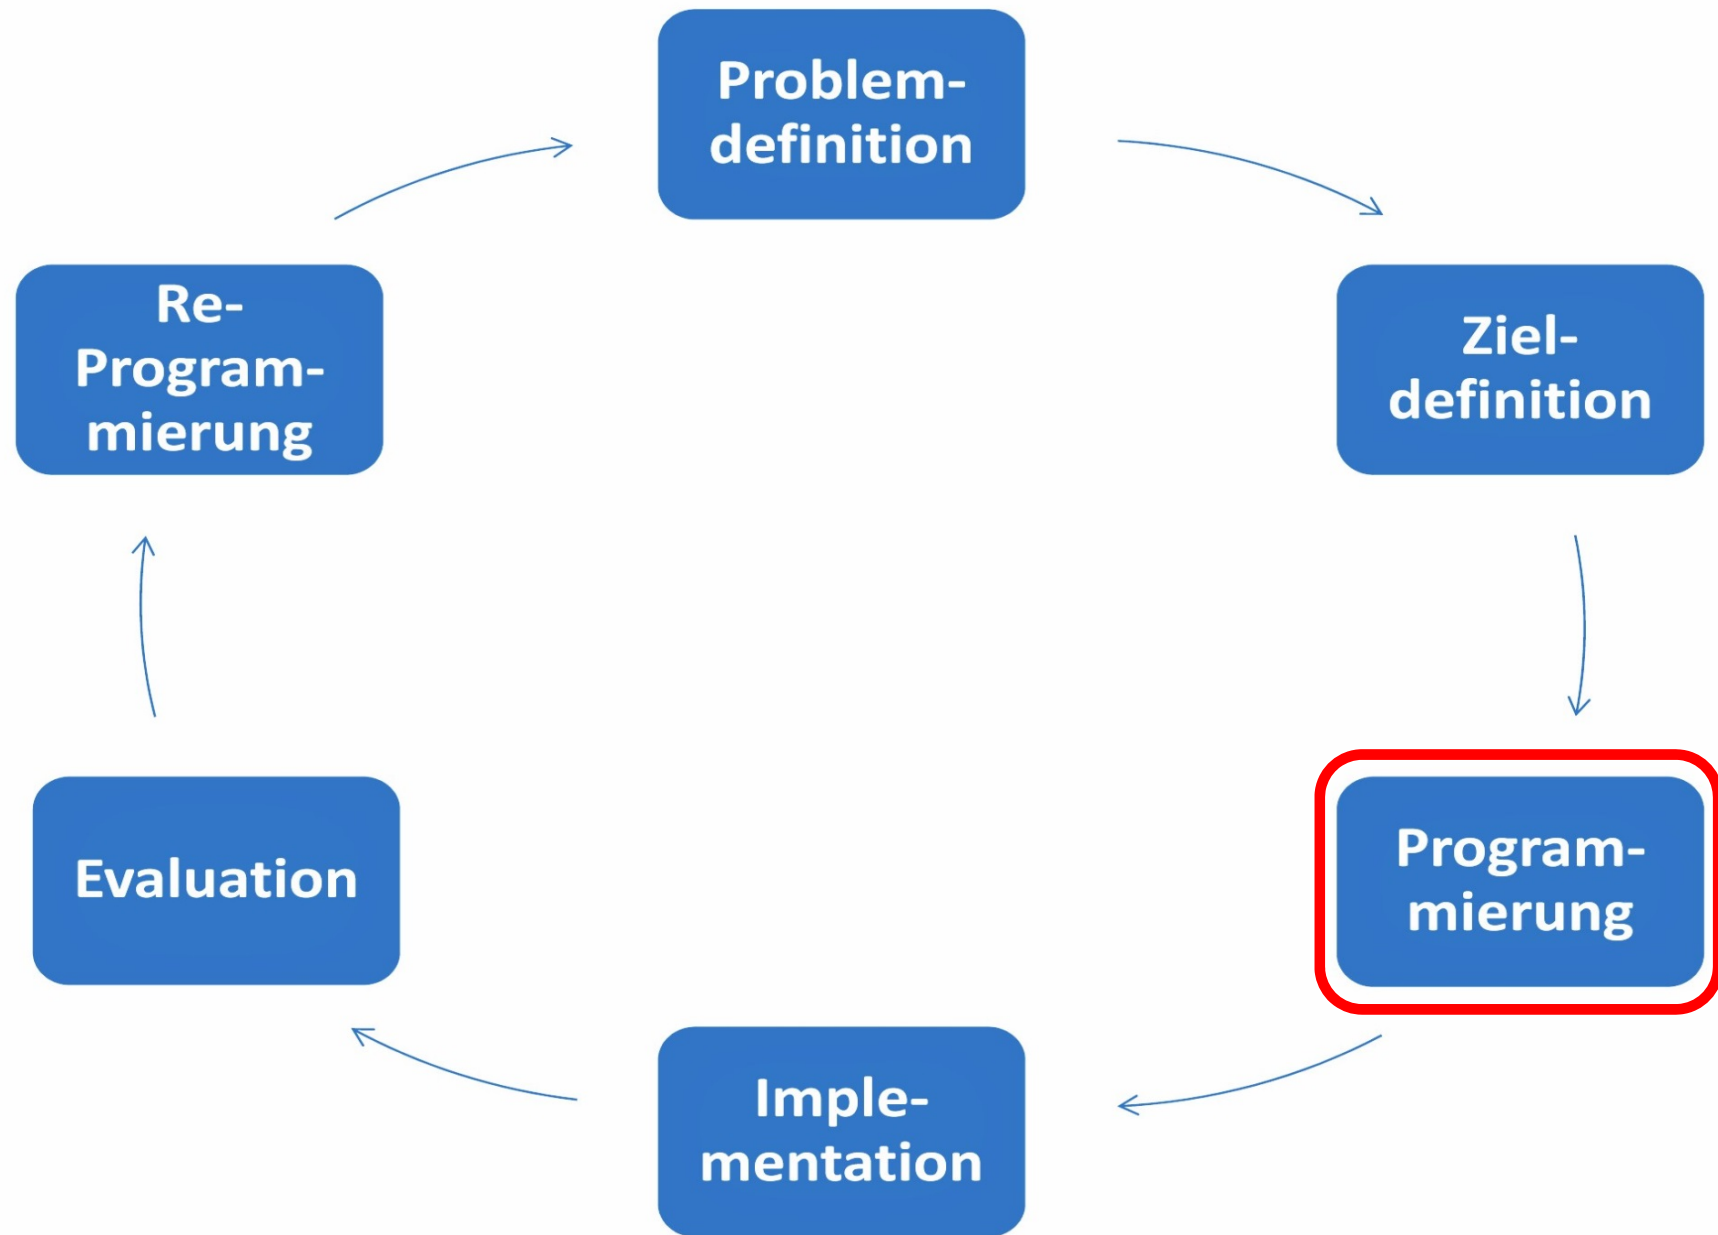 Problem-
definition
Ziel-
definition
Program-
mierung
Imple-
mentation
Evaluation
Re-
Program-
mierung